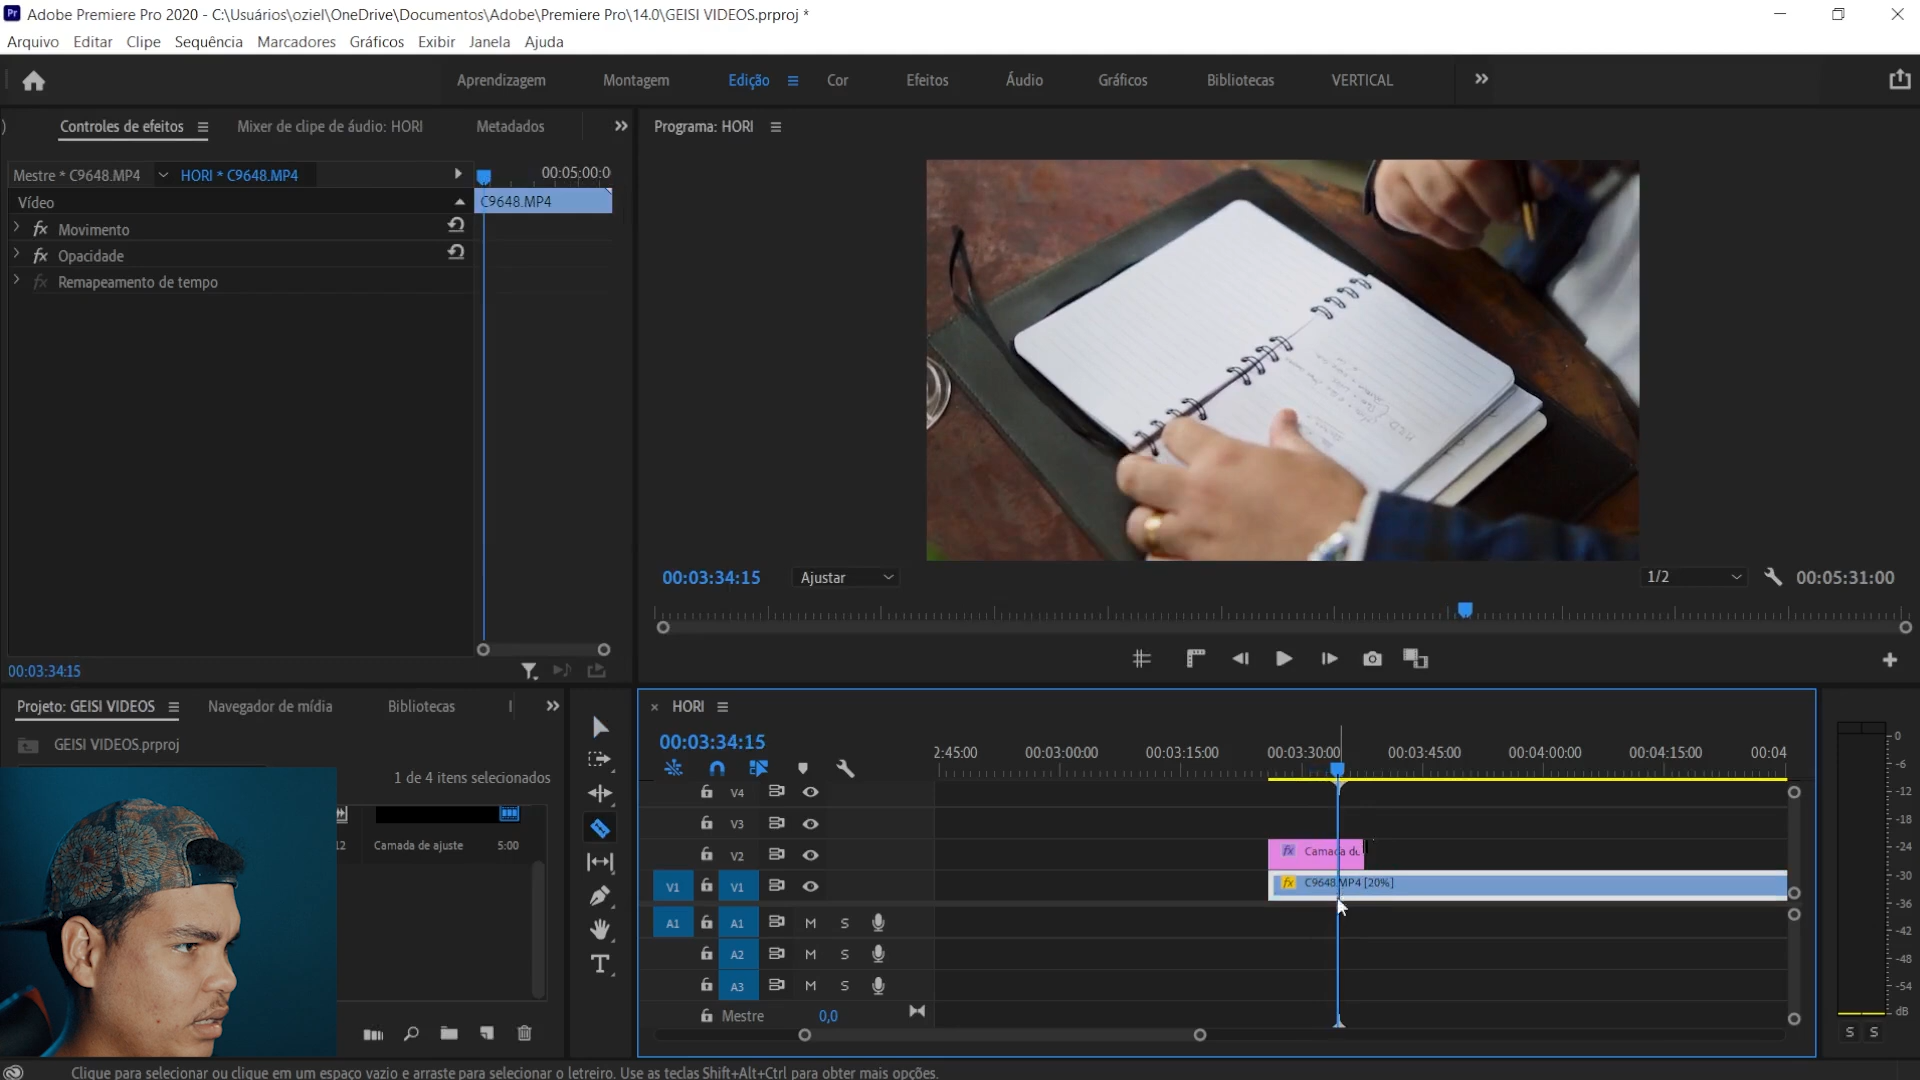 Adobe Premiere Pro 2020 - C:\Usuários\oziel\OneDrive\Documentos\Adobe\Premiere Pro\14.0\GEISI VIDEOS.prproj *
Arquivo Editar Clipe Sequência Marcadores Gráficos Exibir Janela Ajuda
Aprendizagem Montagem Edição Cor Efeitos Áudio Gráficos Bibliotecas VERTICAL
Controles de efeitos Mixer de clipe de áudio: HORI Metadados
Programa: HORI
Mestre * C9648.MP4 HORI * C9648.MP4 00:05:00:0
Vídeo C9648.MP4
fx Movimento
fx Opacidade
fx Remapeamento de tempo
00:03:34:15 Ajustar 1/2 00:05:31:00
00:03:34:15
Projeto: GEISI VIDEOS Navegador de mídia Bibliotecas
GEISI VIDEOS.prproj
1 de 4 itens selecionados
12 Camada de ajuste 5:00
HORI
00:03:34:15
2:45:00 00:03:00:00 00:03:15:00 00:03:30:00 00:03:45:00 00:04:00:00 00:04:15:00 00:04
V4
V3
V2 fx Camada de
V1 V1 fx C9648.MP4 [20%]
A1 A1 M S
A2 M S
A3 M S
Mestre 0,0
0
-6
-12
-18
-24
-30
-36
-42
-48
-54
dB
S S
Clique para selecionar ou clique em um espaço vazio e arraste para selecionar o letreiro. Use as teclas Shift+Alt+Ctrl para obter mais opções.